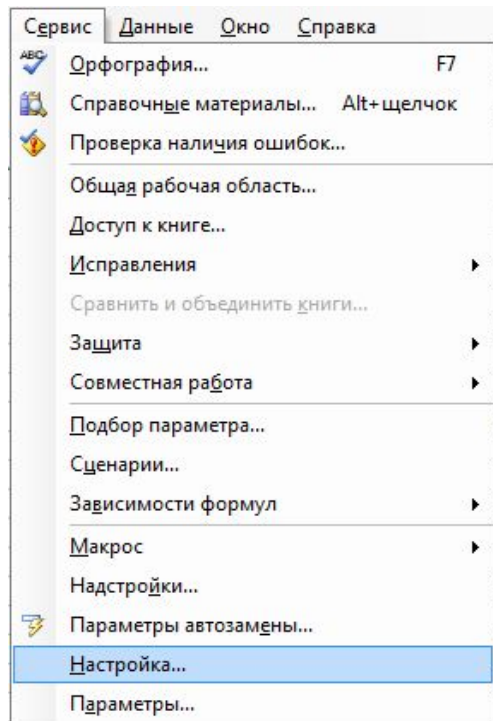 Сервис Данные Окно Справка
ABC
Орфография... F7
Справочные материалы... Alt+щелчок
Проверка наличия ошибок...
Общая рабочая область...
Доступ к книге...
Исправления
Сравнить и объединить книги...
Защита
Совместная работа
Подбор параметра...
Сценарии...
Зависимости формул
Макрос
Надстройки...
Параметры автозамены...
Настройка...
Параметры...